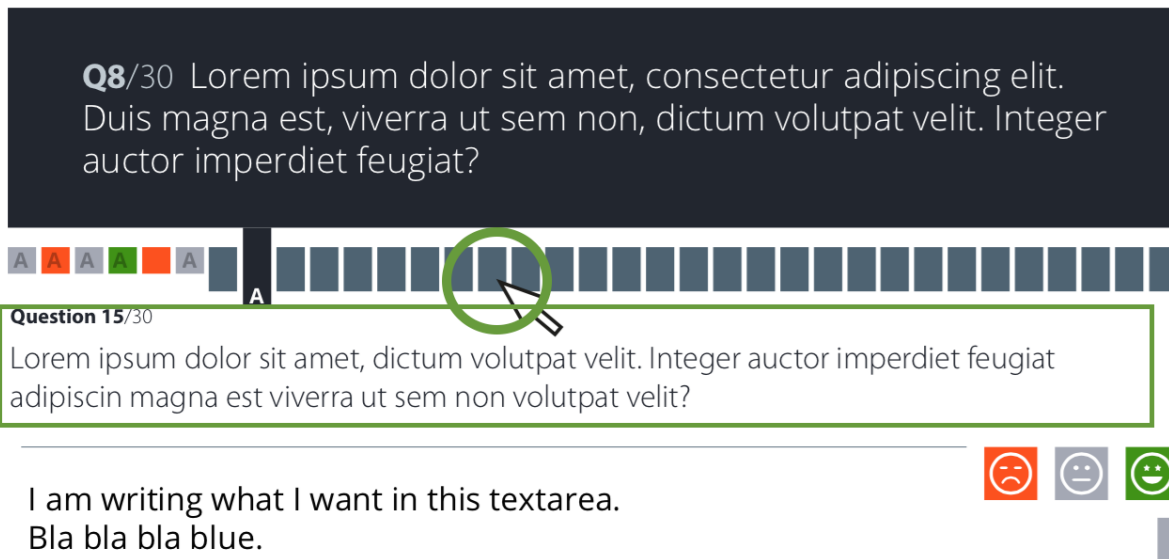 Q8/30 Lorem ipsum dolor sit amet, consectetur adipiscing elit.
Duis magna est, viverra ut sem non, dictum volutpat velit. Integer
auctor imperdiet feugiat?
A A A A A
A
Question 15/30
Lorem ipsum dolor sit amet, dictum volutpat velit. Integer auctor imperdiet feugiat
adipiscin magna est viverra ut sem non volutpat velit?
I am writing what I want in this textarea.
Bla bla bla blue.